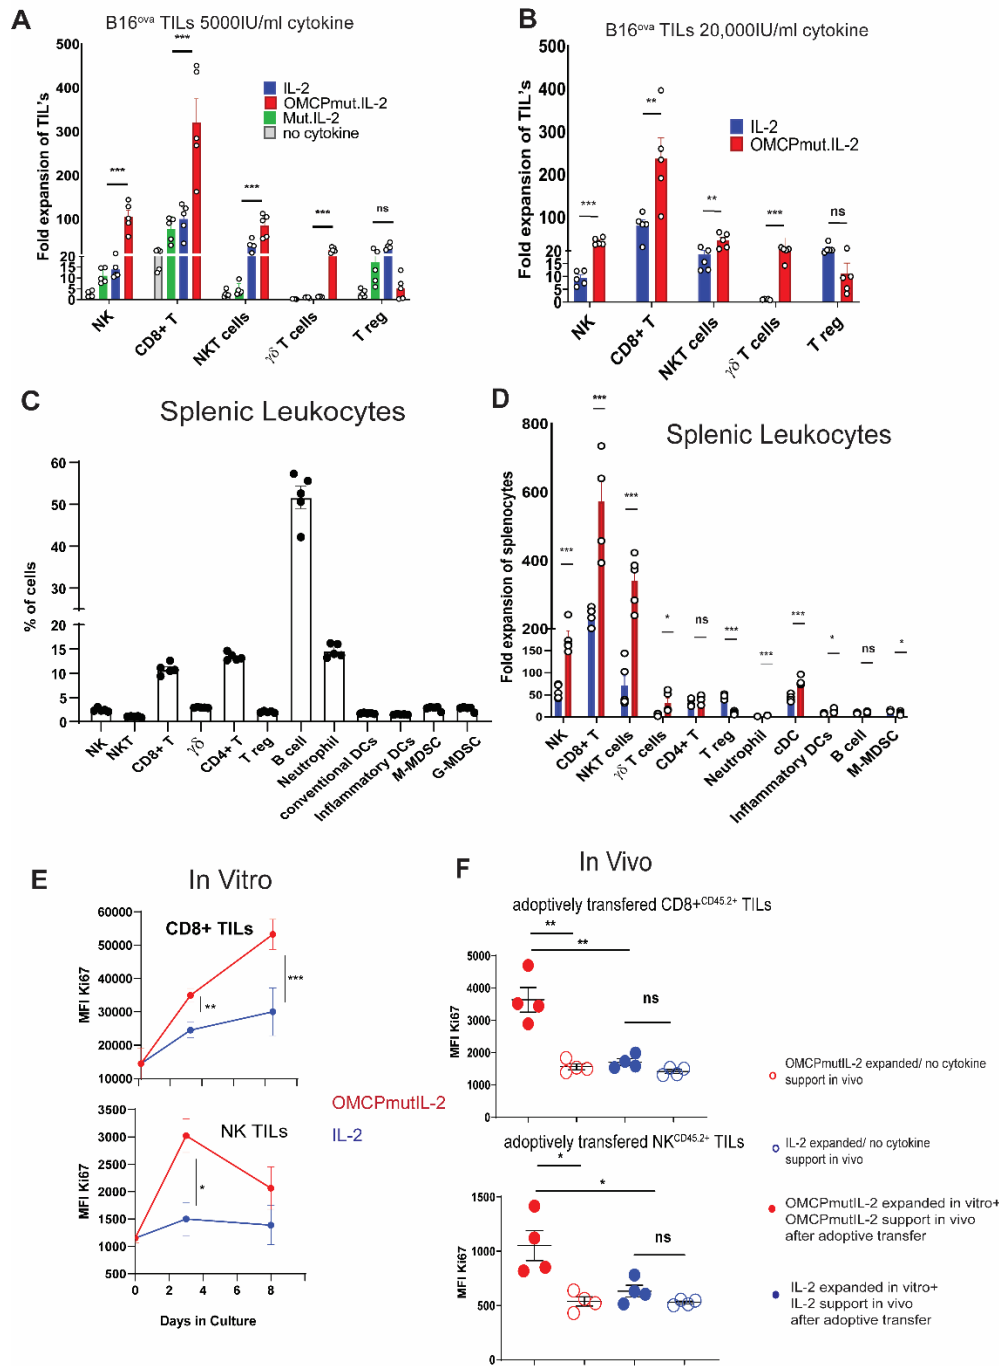 A
B16ova TILs 5000IU/ml cytokine
Fold expansion of TIL's
500
400
300
200
100
20
15
10
5
0
***
***
***
***
ns
IL-2
OMCPmut.IL-2
Mut.IL-2
no cytokine
NK
CD8+ T
NKT cells
γδ T cells
T reg
B
B16ova TILs 20,000IU/ml cytokine
Fold expansion of TIL's
500
400
300
200
100
20
15
10
5
0
***
**
**
***
ns
IL-2
OMCPmut.IL-2
NK
CD8+ T
NKT cells
γδ T cells
T reg
C
Splenic Leukocytes
% of cells
60
50
40
30
20
15
10
5
0
NK
NKT
CD8+ T
γδ
CD4+ T
T reg
B cell
Neutrophil
conventional DCs
Inflammatory DCs
M-MDSC
G-MDSC
D
Splenic Leukocytes
Fold expansion of splenocytes
800
600
400
200
150
100
50
0
***
***
***
*
ns
***
***
***
*
ns
*
NK
CD8+ T
NKT cells
γδ T cells
CD4+ T
T reg
Neutrophil
cDC
Inflammatory DCs
B cell
M-MDSC
E
In Vitro
CD8+ TILs
MFI Ki67
60000
50000
40000
30000
20000
10000
**
***
NK TILs
MFI Ki67
3500
3000
2500
2000
1500
1000
500
*
0
2
4
6
8
Days in Culture
OMCPmutIL-2
IL-2
F
In Vivo
adoptively transfered CD8+CD45.2+ TILs
MFI Ki67
5000
4000
3000
2000
1000
0
**
**
ns
adoptively transfered NKCD45.2+ TILs
MFI Ki67
1500
1000
500
0
*
*
ns
OMCPmutIL-2 expanded/ no cytokine
support in vivo
IL-2 expanded/ no cytokine
support in vivo
OMCPmutIL-2 expanded in vitro+
OMCPmutIL-2 support in vivo
after adoptive transfer
IL-2 expanded in vitro+
IL-2 support in vivo
after adoptive transfer